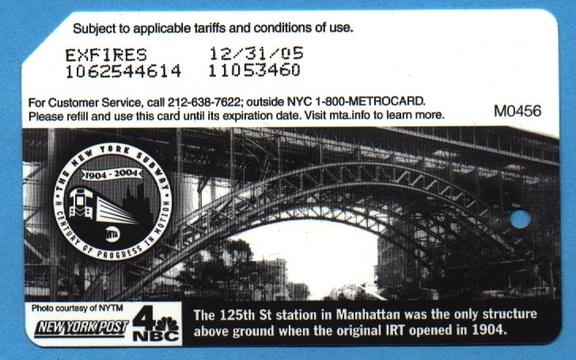 Subject to applicable tariffs and conditions of use.
EXPIRES 12/31/05
1062544614 11053460
For Customer Service, call 212-638-7622; outside NYC 1-800-METROCARD.
Please refill and use this card until its expiration date. Visit mta.info to learn more.
M0456
THE NEW YORK SUBWAY
1904 - 2004
A CENTURY OF PROGRESS IN MOTION
MTA
Photo courtesy of NYTM
NEW YORK POST
4
NBC
The 125th St station in Manhattan was the only structure
above ground when the original IRT opened in 1904.